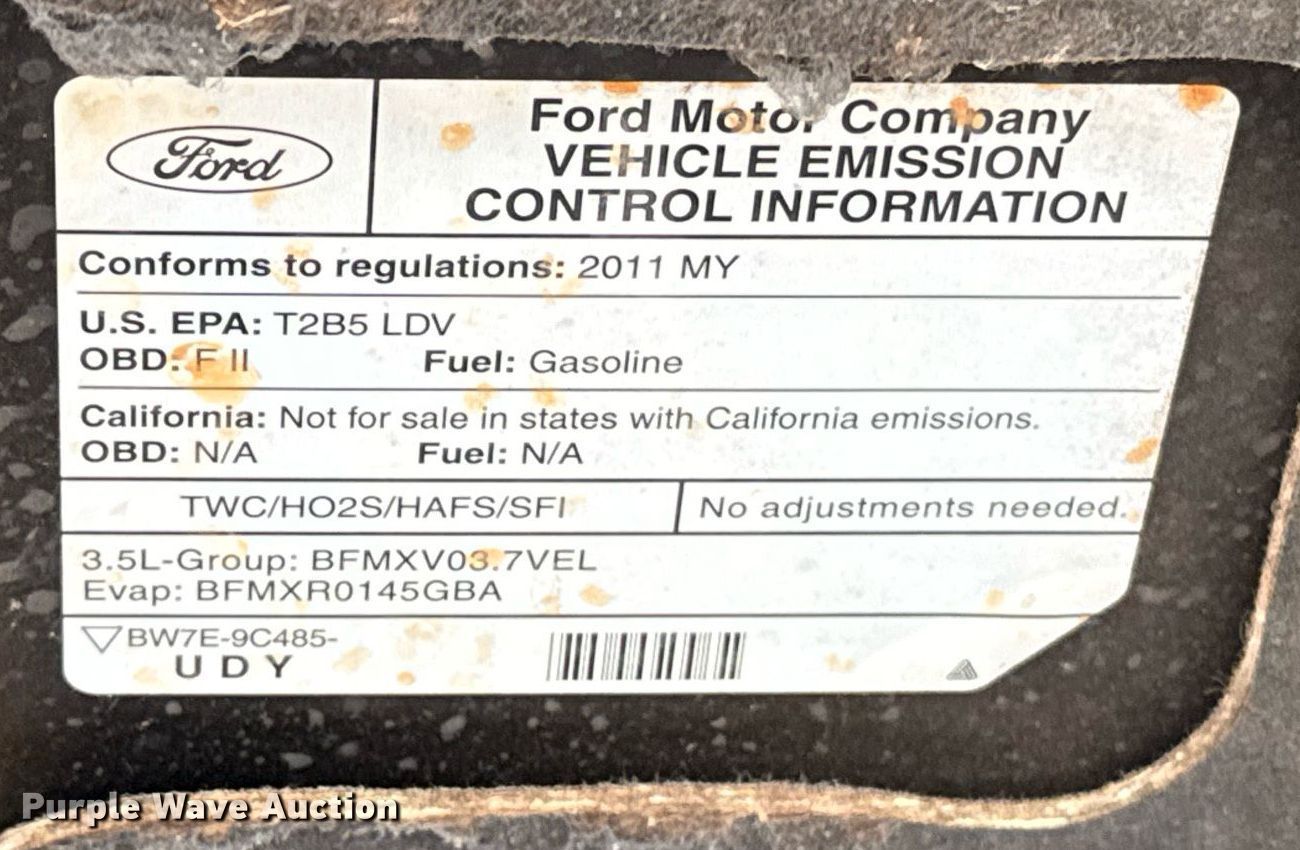 Ford
Ford Motor Company
VEHICLE EMISSION
CONTROL INFORMATION
Conforms to regulations: 2011 MY
U.S. EPA: T2B5 LDV
OBD: F II Fuel: Gasoline
California: Not for sale in states with California emissions.
OBD: N/A Fuel: N/A
TWC/HO2S/HAFS/SFI No adjustments needed.
3.5L-Group: BFMXV03.7VEL
Evap: BFMXR0145GBA
BW7E-9C485-
U D Y
Purple Wave Auction